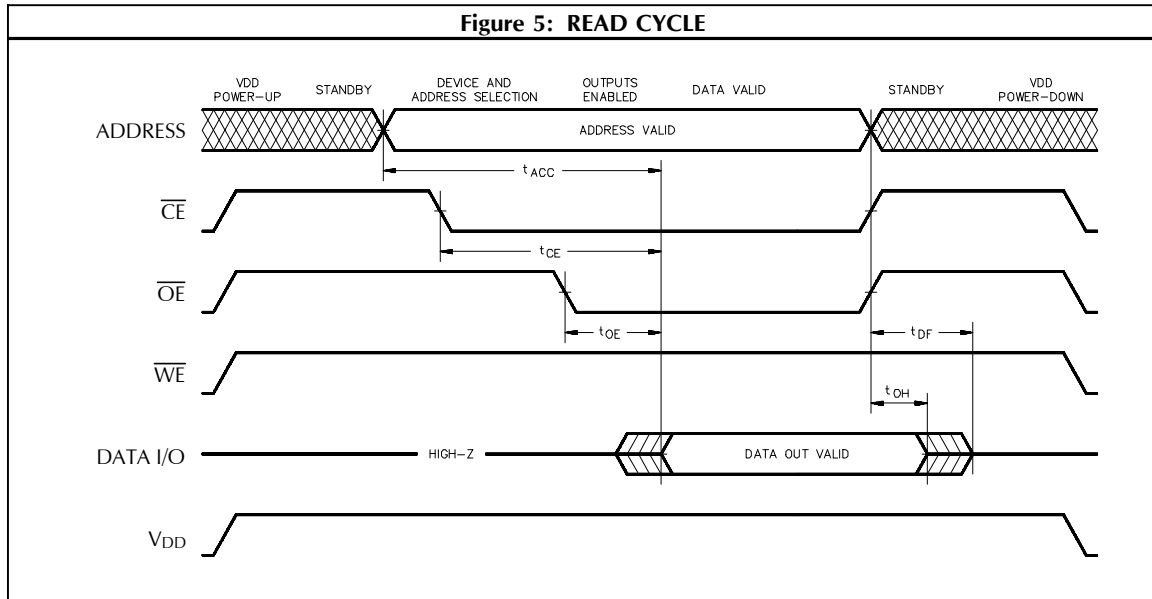 Figure 5: READ CYCLE
VDD POWER-UP
STANDBY
DEVICE AND ADDRESS SELECTION
OUTPUTS ENABLED
DATA VALID
STANDBY
VDD POWER-DOWN
ADDRESS
ADDRESS VALID
tACC
CE
tCE
OE
tOE
tDF
WE
tOH
DATA I/O
HIGH-Z
DATA OUT VALID
VDD